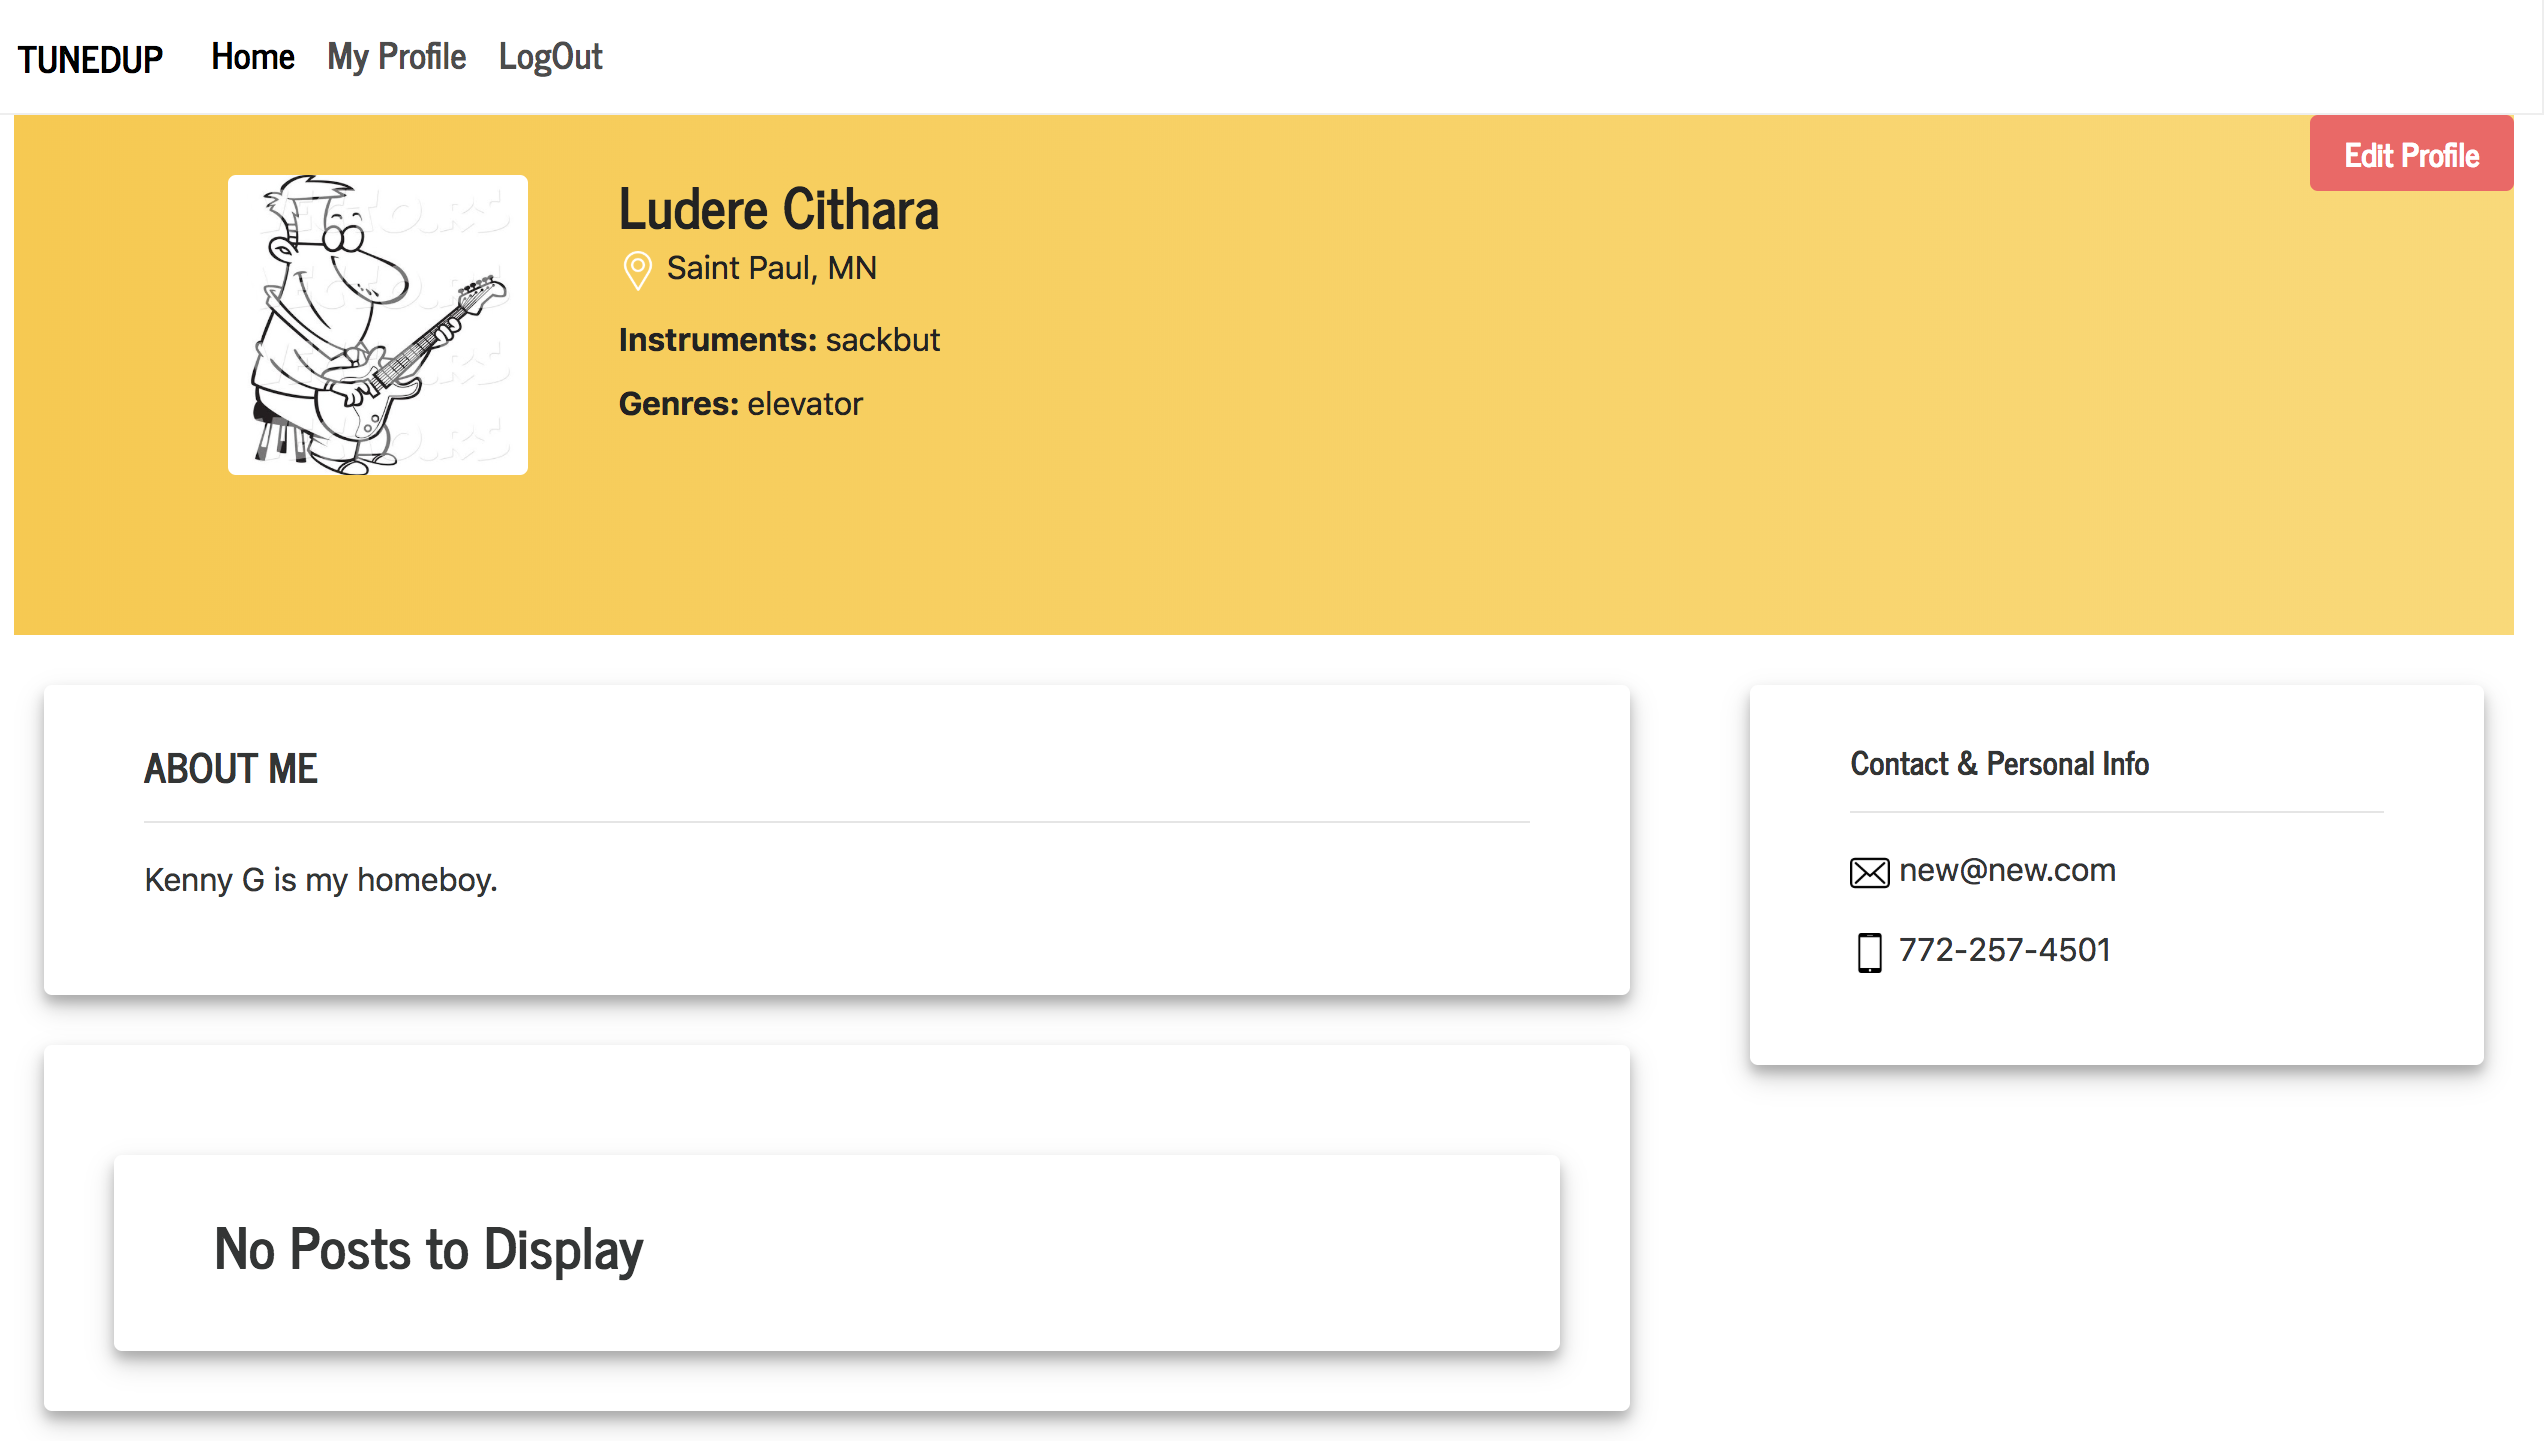 TUNEDUP Home My Profile LogOut
Edit Profile
Ludere Cithara
Saint Paul, MN
Instruments: sackbut
Genres: elevator
ABOUT ME
Kenny G is my homeboy.
Contact & Personal Info
new@new.com
772-257-4501
No Posts to Display